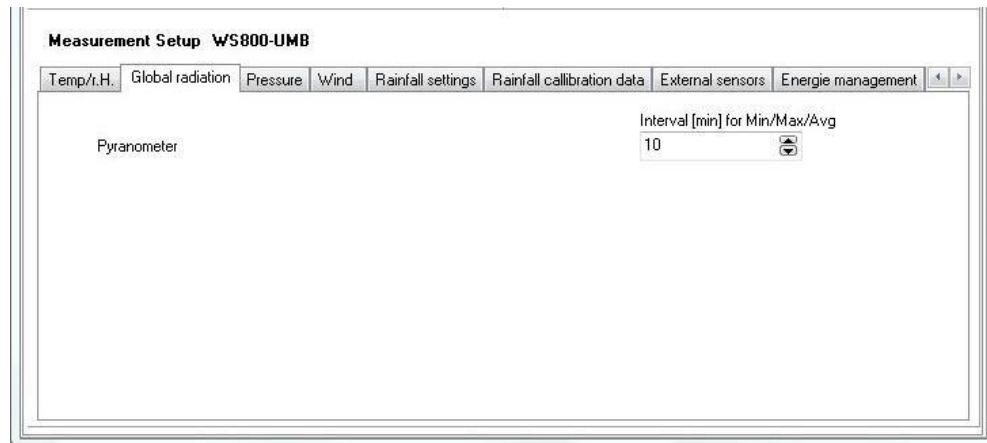 Measurement Setup WS800-UMB
Temp/r.H. Global radiation Pressure Wind Rainfall settings Rainfall callibration data External sensors Energie management
Interval [min] for Min/Max/Avg
Pyranometer 10